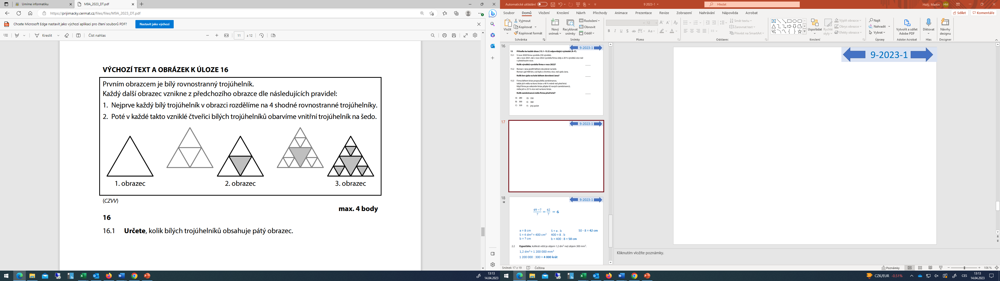 Umíme informatiku
M9A_2023_DT.pdf
https://prijimacky.cermat.cz/files/files/M9A_2023_DT.pdf
Chcete Microsoft Edge nastavit jako výchozí aplikaci pro čtení souborů PDF?
Nastavit jako výchozí
Kreslit
Číst nahlas
11 z 12
VÝCHOZÍ TEXT A OBRÁZEK K ÚLOZE 16
Prvním obrazcem je bílý rovnostranný trojúhelník.
Každý další obrazec vznikne z předchozího obrazce dle následujících pravidel:
1. Nejprve každý bílý trojúhelník v obrazci rozdělíme na 4 shodné rovnostranné trojúhelníky.
2. Poté v každé takto vzniklé čtveřici bílých trojúhelníků obarvíme vnitřní trojúhelník na šedo.
1. obrazec
2. obrazec
3. obrazec
(CZVV)
max. 4 body
16
16.1 Určete, kolik bílých trojúhelníků obsahuje pátý obrazec.
13:13
14.04.2023
Automatické ukládání
9 2023-1
Hledat
Holý, Martin
HM
Soubor Domů Vložení Kreslení Návrh Přechody Animace Prezentace Revize Zobrazení Nahrávání Nápověda Acrobat
Sdílet
Komentáře
Vložit
Vyjmout
Kopírovat
Kopírovat formát
Schránka
Nový snímek
Recyklovat snímky
Rozložení
Obnovit
Oddíl
Snímky
12
Písmo
Směr textu
Zarovnat text
Převést na SmartArt
Odstavec
Uspořádat
Rychlé styly
Výplň obrazce
Obrys obrazce
Efekty obrazce
Kreslení
Najít
Nahradit
Vybrat
Úpravy
Vytvořit a sdílet Adobe PDF
Adobe Acrobat
Diktovat
Hlas
Návrhy designu
Designer
16
9-2023-1
15 Přiřaďte ke každé úloze (15.1–15.3) odpovídající výsledek (A–F).
15.1 V roce 2020 firma vyrobila 250 výrobků.
Jak v roce 2021, tak v roce 2022 vyrobila firma vždy o 20 % výrobků více než
v předchozím roce.
Kolik výrobků vyrobila firma v roce 2022?
15.2 Roman i Jana jezdili během dovolené na kole.
Roman ujel 400 km, což bylo o čtvrtinu více, než ujela Jana.
Kolik km ujela na kole během dovolené Jana?
15.3 Firma během krize propouštěla zaměstnance,
takže jich měla na konci krize o 40 % méně než před krizí.
Když firma po odeznění krize přijala 42 nových zaměstnanců,
měla jich o 25 % více než na konci krize.
Kolik zaměstnanců měla firma před krizí?
A) 280 D) 350
B) 300 E) 360
C) 320 F) jiný počet
17
9-2023-1
18
9-2023-1
49 −7 / 7 = 42 / 7 = 6
a = 8 cm S = a . b 50 - 8 = 42 cm
S = 4 dm² = 400 cm² 400 = 8 . b
b = ? cm b = 400 : 8 = 50 cm
2.2 Vypočtěte, kolikrát větší je objem 1,2 dm³ než objem 300 mm³.
1,2 dm³ = 1 200 000 mm³
1 200 000 : 300 = 4 000 krát
9-2023-1
Kliknutím vložíte poznámky.
Snímek 17 z 19
Čeština
Poznámky
106 %
CZK/EUR -0,51%
CES
13:13
14.04.2023